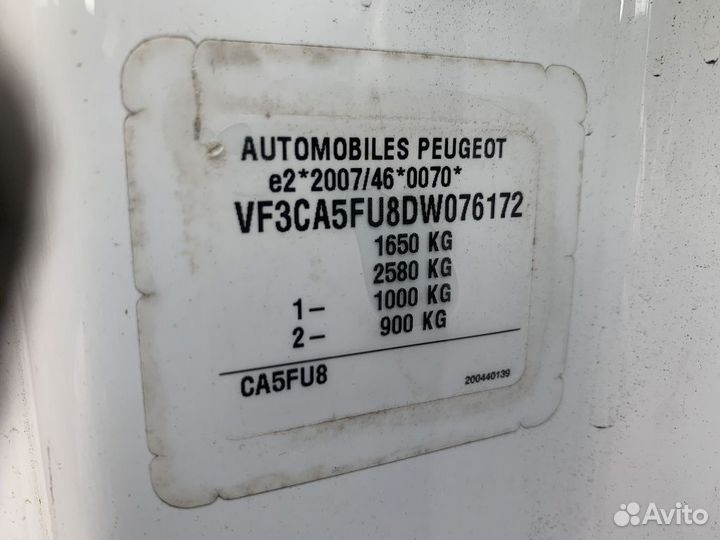 AUTOMOBILES PEUGEOT
e2*2007/46*0070*
VF3CA5FU8DW076172
1650 KG
2580 KG
1- 1000 KG
2- 900 KG
CA5FU8 200440139
Avito